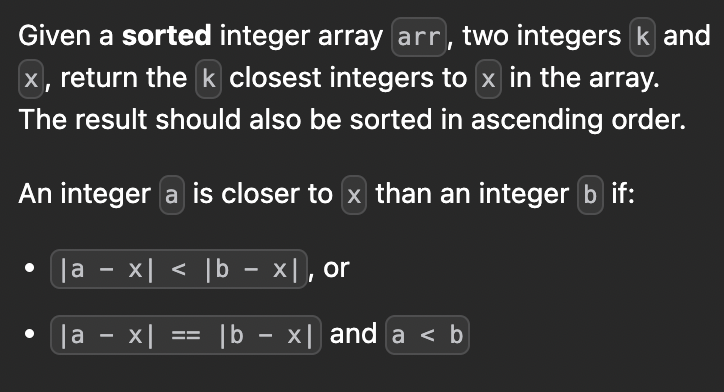 Given a sorted integer array arr, two integers k and
x, return the k closest integers to x in the array.
The result should also be sorted in ascending order.
An integer a is closer to x than an integer b if:
• |a - x| < |b - x|, or
• |a - x| == |b - x| and a < b